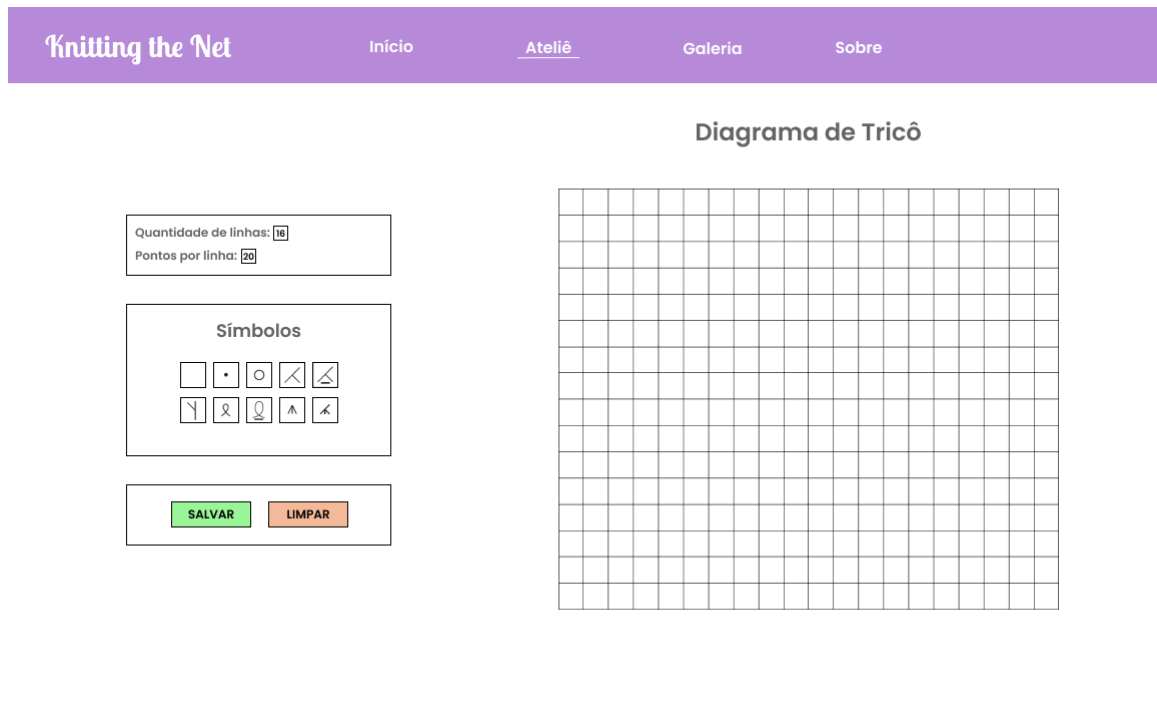 Knitting the Net
Início
Ateliê
Galeria
Sobre
Diagrama de Tricô
Quantidade de linhas: 16
Pontos por linha: 20
Símbolos
SALVAR
LIMPAR